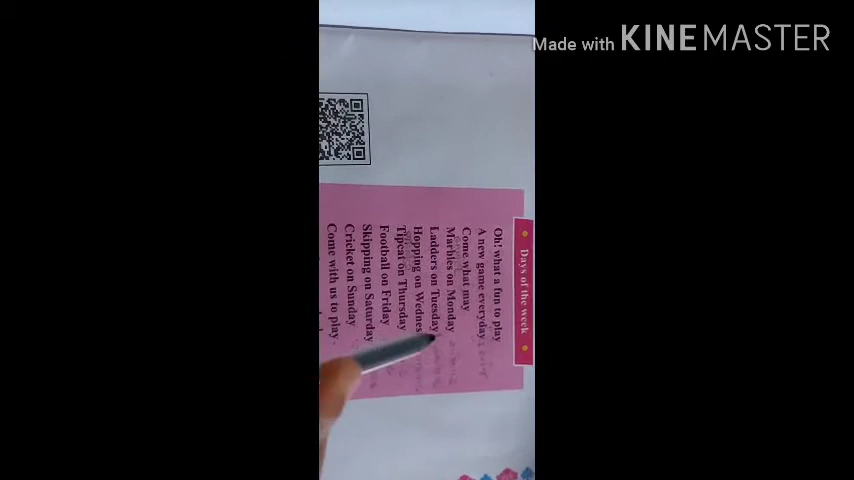 Made with KINEMASTER
Days of the week
Oh! what a fun to play
A new game everyday
Come what may
Marbles on Monday
Ladders on Tuesday
Hopping on Wednes
Tipcat on Thursday
Football on Friday
Skipping on Saturday
Cricket on Sunday
Come with us to play